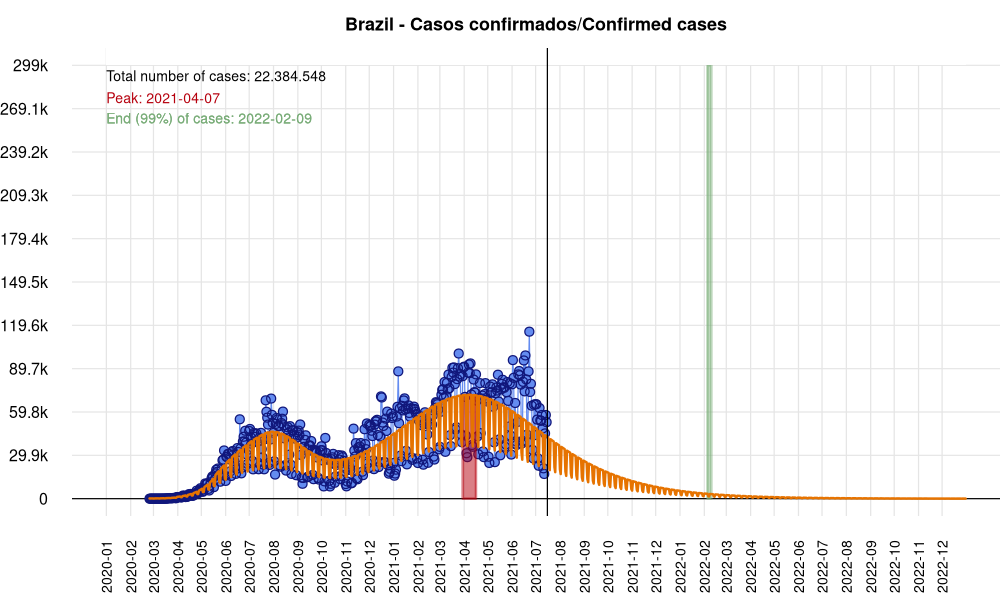 Brazil - Casos confirmados/Confirmed cases
299k
269.1k
239.2k
209.3k
179.4k
149.5k
119.6k
89.7k
59.8k
29.9k
0
Total number of cases: 22.384.548
Peak: 2021-04-07
End (99%) of cases: 2022-02-09
2020-01
2020-02
2020-03
2020-04
2020-05
2020-06
2020-07
2020-08
2020-09
2020-10
2020-11
2020-12
2021-01
2021-02
2021-03
2021-04
2021-05
2021-06
2021-07
2021-08
2021-09
2021-10
2021-11
2021-12
2022-01
2022-02
2022-03
2022-04
2022-05
2022-06
2022-07
2022-08
2022-09
2022-10
2022-11
2022-12